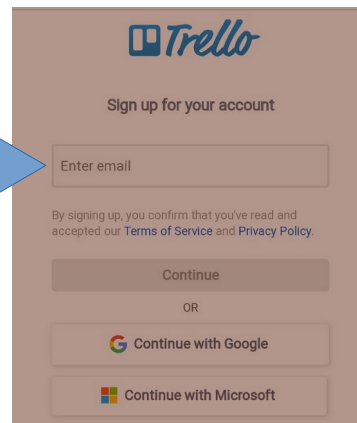 Trello
Sign up for your account
Enter email
By signing up, you confirm that you've read and
accepted our Terms of Service and Privacy Policy.
Continue
OR
Continue with Google
Continue with Microsoft